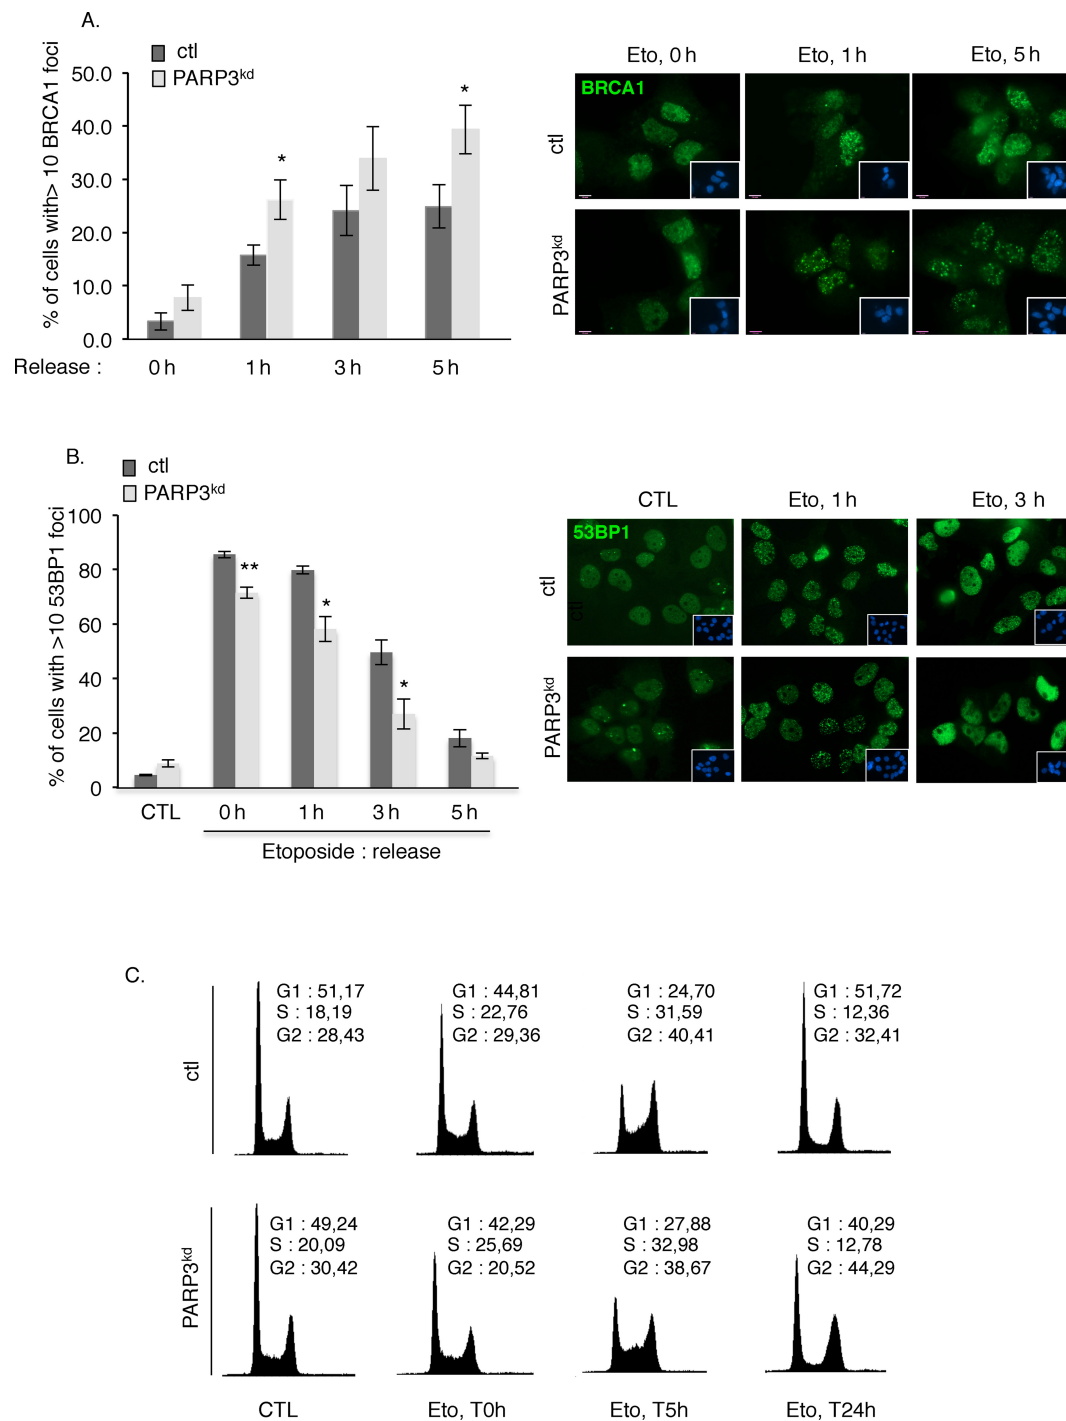 A.
ctl
PARP3kd
% of cells with> 10 BRCA1 foci
50.0
40.0
30.0
20.0
10.0
0.0
*
*
Release :
0 h
1 h
3 h
5 h
Eto, 0 h
Eto, 1 h
Eto, 5 h
BRCA1
ctl
PARP3kd
B.
ctl
PARP3kd
% of cells with >10 53BP1 foci
100
80
60
40
20
0
**
*
*
CTL
0 h
1 h
3 h
5 h
Etoposide : release
CTL
Eto, 1 h
Eto, 3 h
53BP1
ctl
ctl
PARP3kd
C.
ctl
G1 : 51,17
S : 18,19
G2 : 28,43
G1 : 44,81
S : 22,76
G2 : 29,36
G1 : 24,70
S : 31,59
G2 : 40,41
G1 : 51,72
S : 12,36
G2 : 32,41
PARP3kd
G1 : 49,24
S : 20,09
G2 : 30,42
G1 : 42,29
S : 25,69
G2 : 20,52
G1 : 27,88
S : 32,98
G2 : 38,67
G1 : 40,29
S : 12,78
G2 : 44,29
CTL
Eto, T0h
Eto, T5h
Eto, T24h